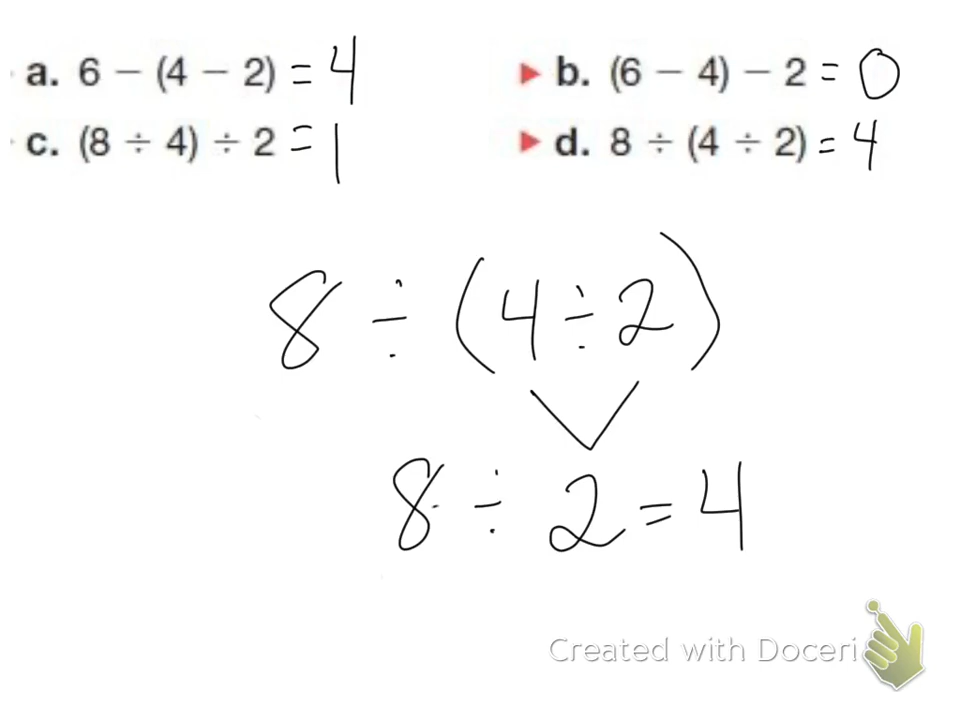 a. 6 − (4 − 2) = 4
b. (6 − 4) − 2 = 0
c. (8 ÷ 4) ÷ 2 = 1
d. 8 ÷ (4 ÷ 2) = 4
8 ÷ (4 ÷ 2)
8 ÷ 2 = 4
Created with Doceri